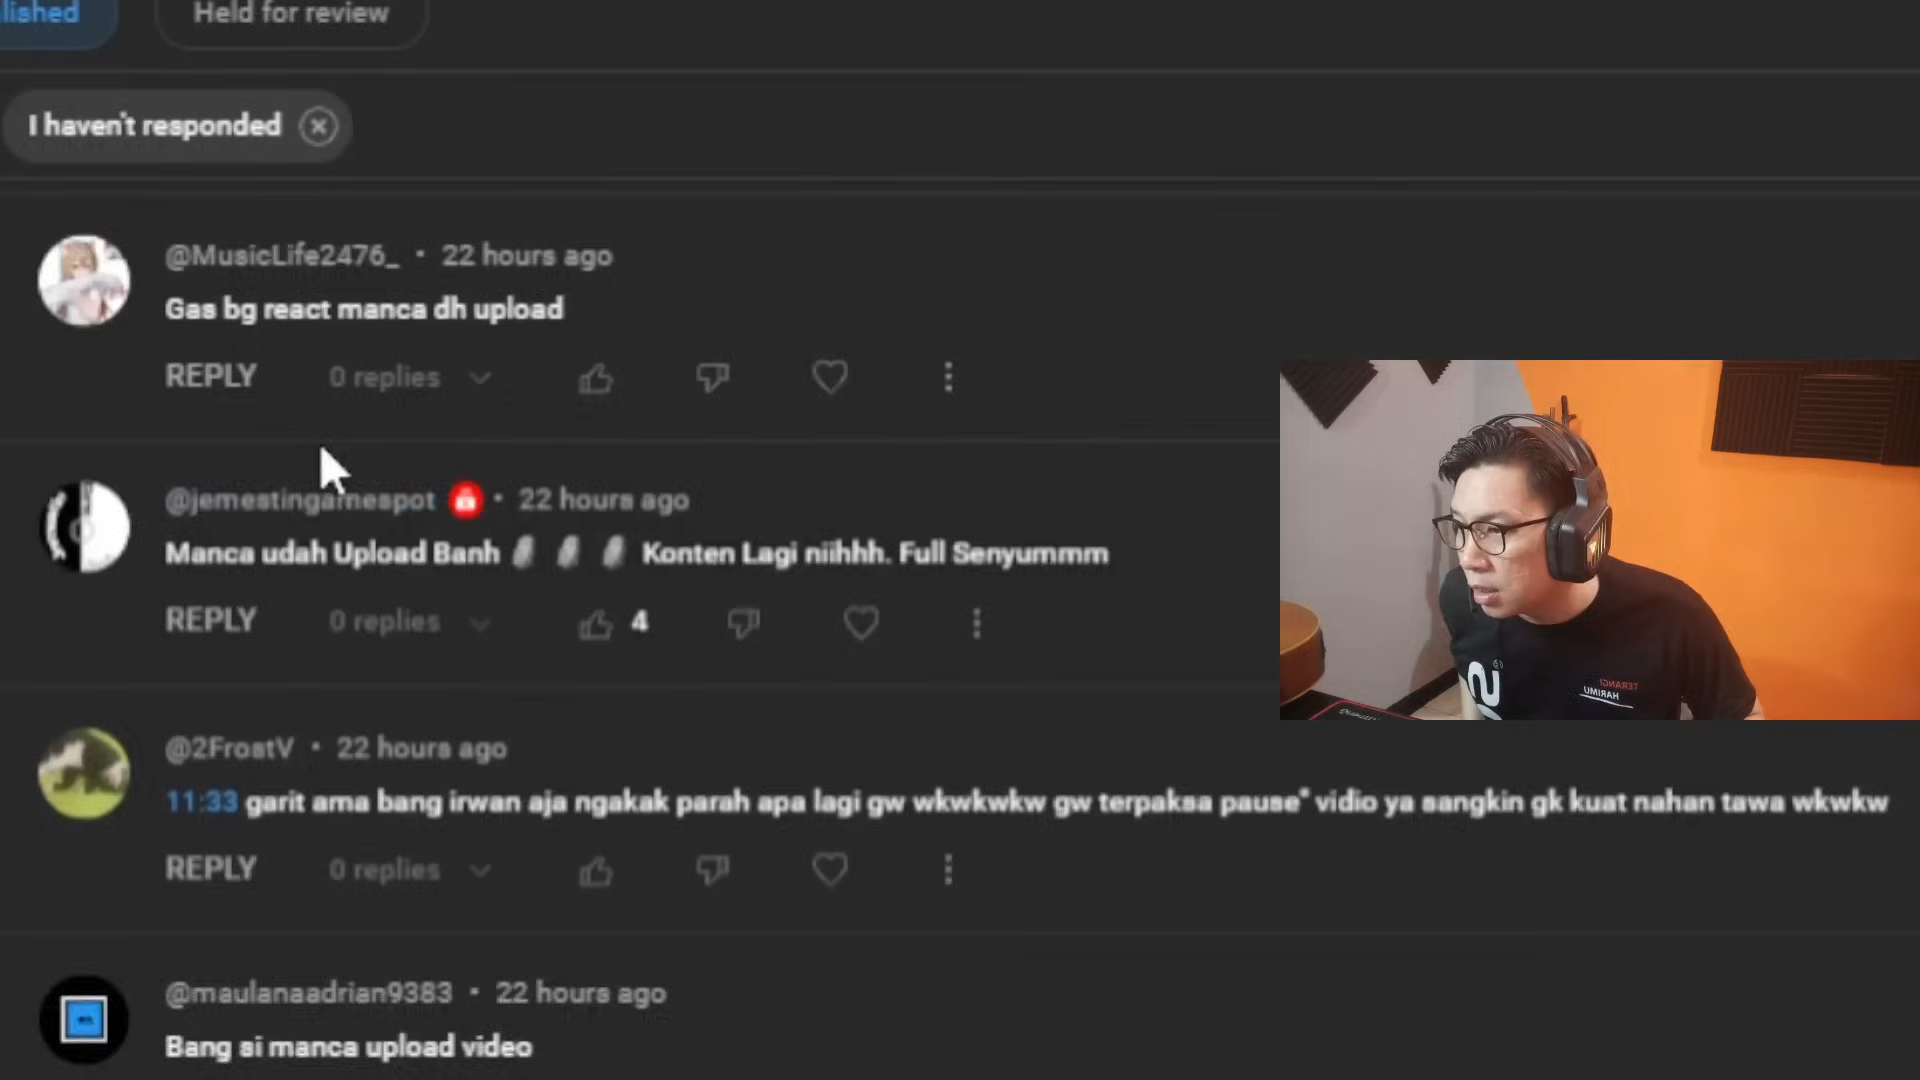 lished
Held for review
I haven't responded
@MusicLife2476_ • 22 hours ago
Gas bg react manca dh upload
REPLY 0 replies
@jemestingamespot • 22 hours ago
Manca udah Upload Banh 🗿 🗿 🗿 Konten Lagi niihhh. Full Senyummm
REPLY 0 replies 4
TERANGI
HARIMU
@2FrostV • 22 hours ago
11:33 garit ama bang irwan aja ngakak parah apa lagi gw wkwkwkw gw terpaksa pause" vidio ya sangkin gk kuat nahan tawa wkwkw
REPLY 0 replies
@maulanaadrian9383 • 22 hours ago
Bang si manca upload video